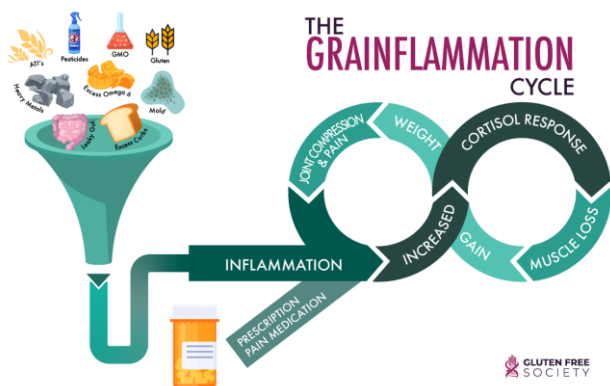 THE
GRAINFLAMMATION
CYCLE
ATI's
Pesticides
GMO
Gluten
Heavy Metals
Excess Omega 6
Mold
Leaky Gut
Excess Carbs
INFLAMMATION
PRESCRIPTION
PAIN MEDICATION
JOINT COMPRESSION
& PAIN
WEIGHT
CORTISOL RESPONSE
INCREASED
GAIN
MUSCLE LOSS
GLUTEN FREE
SOCIETY